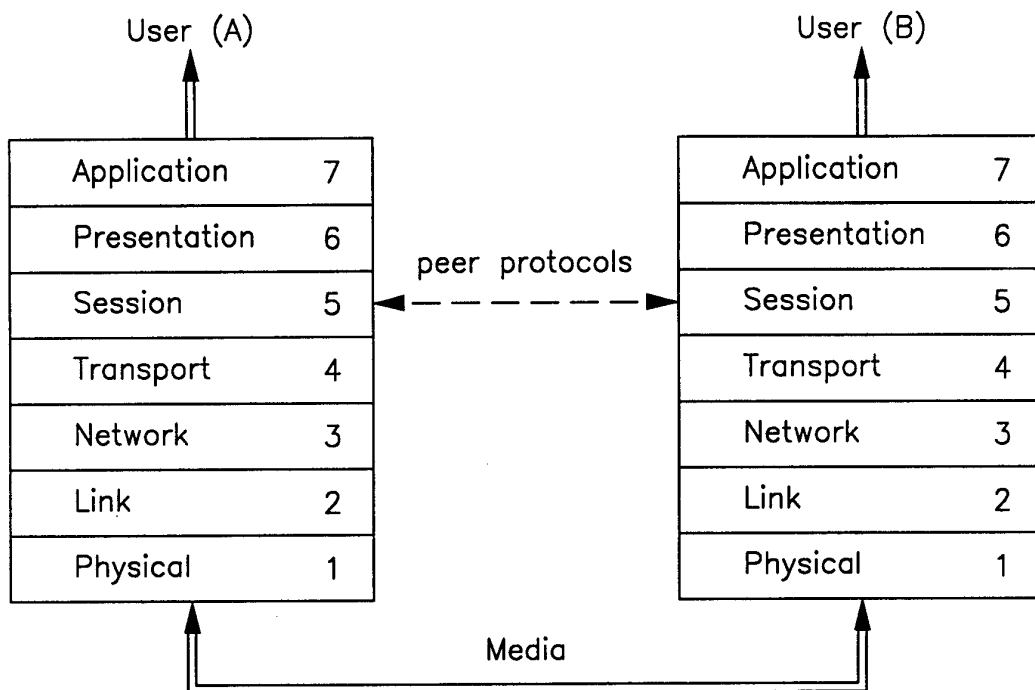 User (A)
User (B)
Application 7
Presentation 6
Session 5
Transport 4
Network 3
Link 2
Physical 1
peer protocols
Application 7
Presentation 6
Session 5
Transport 4
Network 3
Link 2
Physical 1
Media